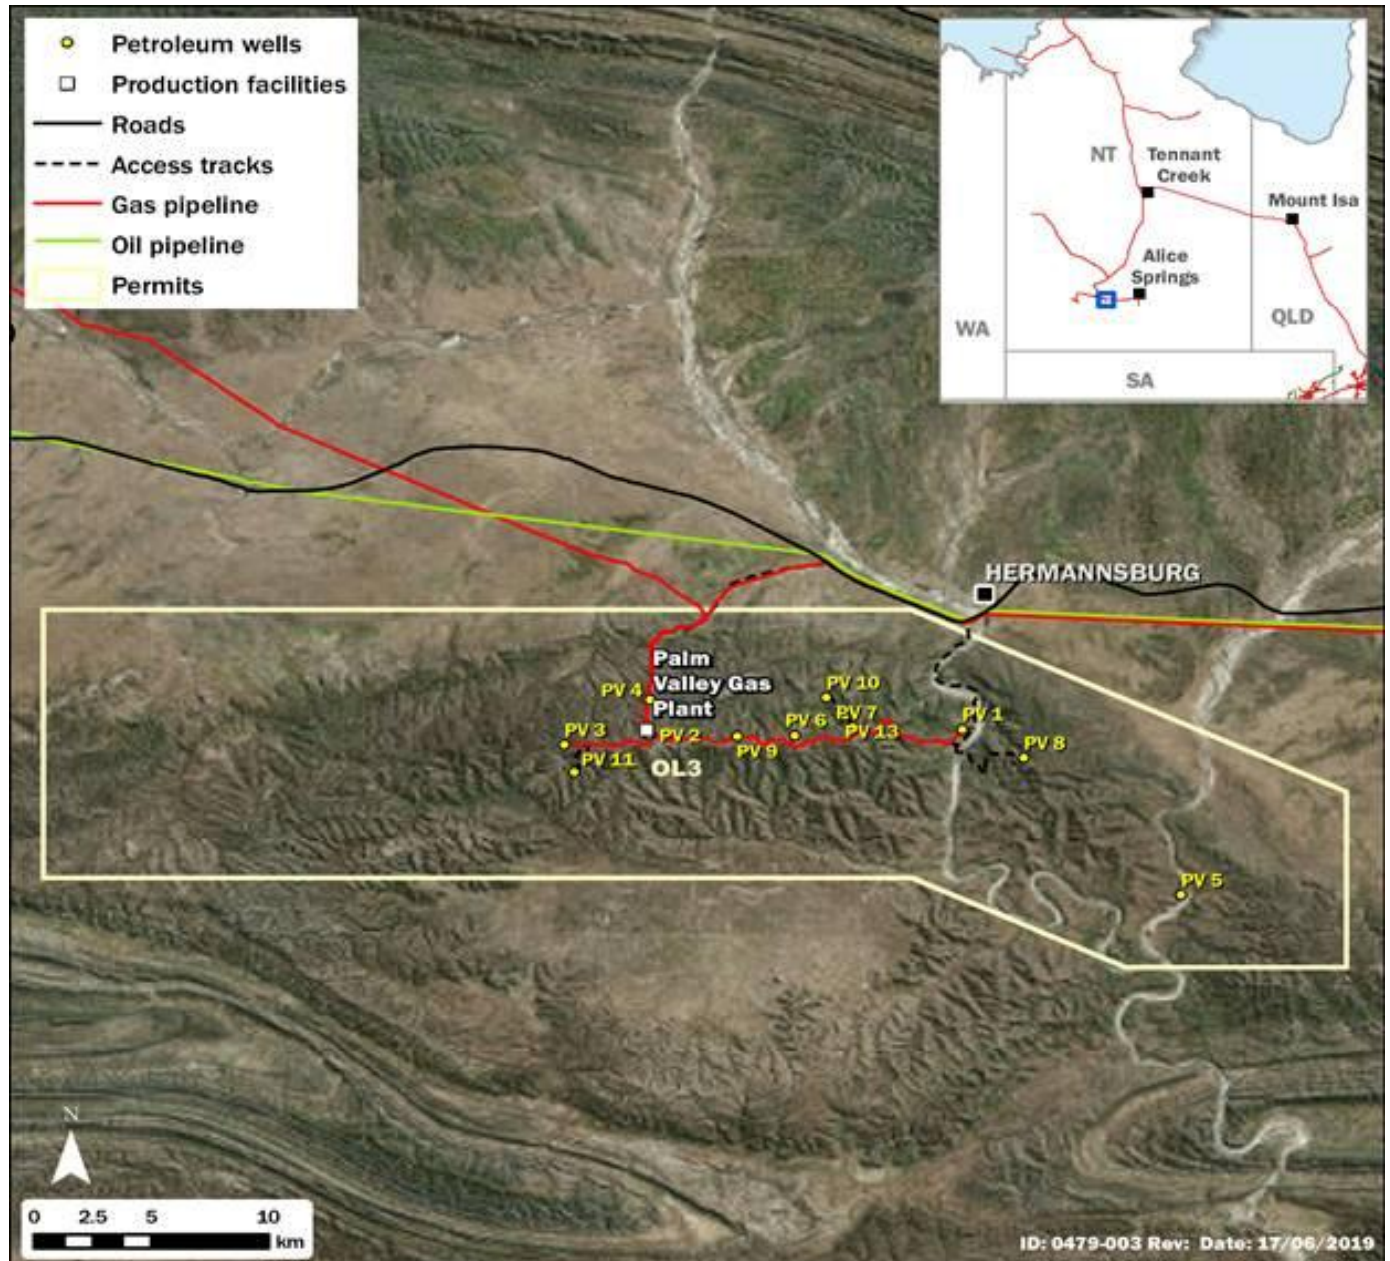 Petroleum wells
Production facilities
Roads
Access tracks
Gas pipeline
Oil pipeline
Permits
NT
Tennant
Creek
Mount Isa
Alice
Springs
WA
QLD
SA
HERMANNSBURG
Palm
Valley Gas
Plant
PV 4
PV 10
PV 3
PV 2
PV 6
PV 7
PV 13
PV 1
PV 9
PV 8
PV 11
OL3
PV 5
N
0 2.5 5 10
km
ID: 0479-003 Rev: Date: 17/06/2019